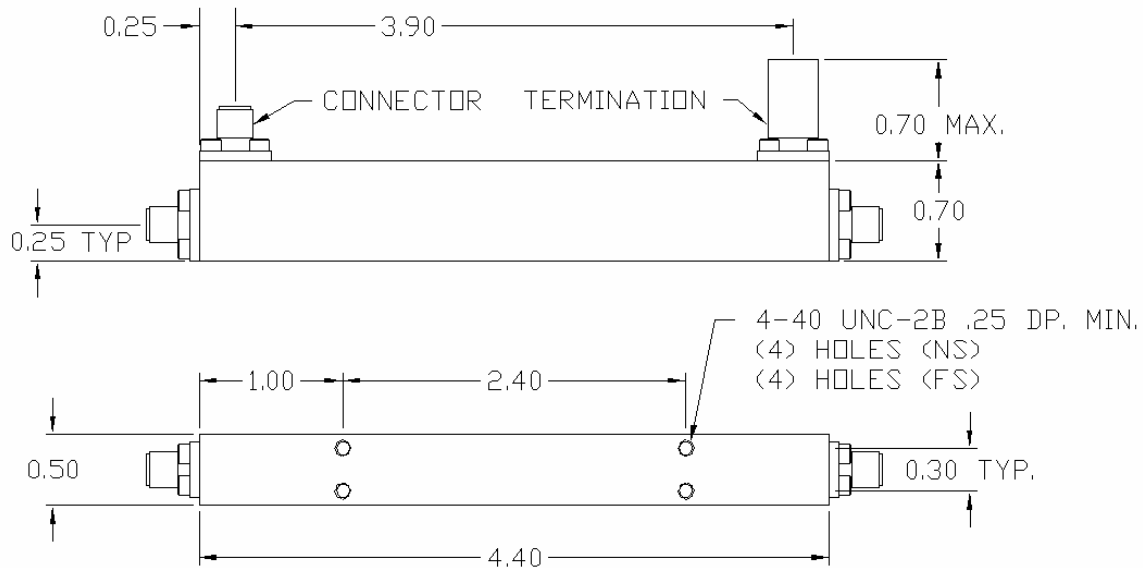 0.25
3.90
CONNECTOR
TERMINATION
0.70 MAX.
0.70
0.25 TYP
4-40 UNC-2B .25 DP. MIN.
(4) HOLES (NS)
(4) HOLES (FS)
1.00
2.40
0.50
0.30 TYP.
4.40